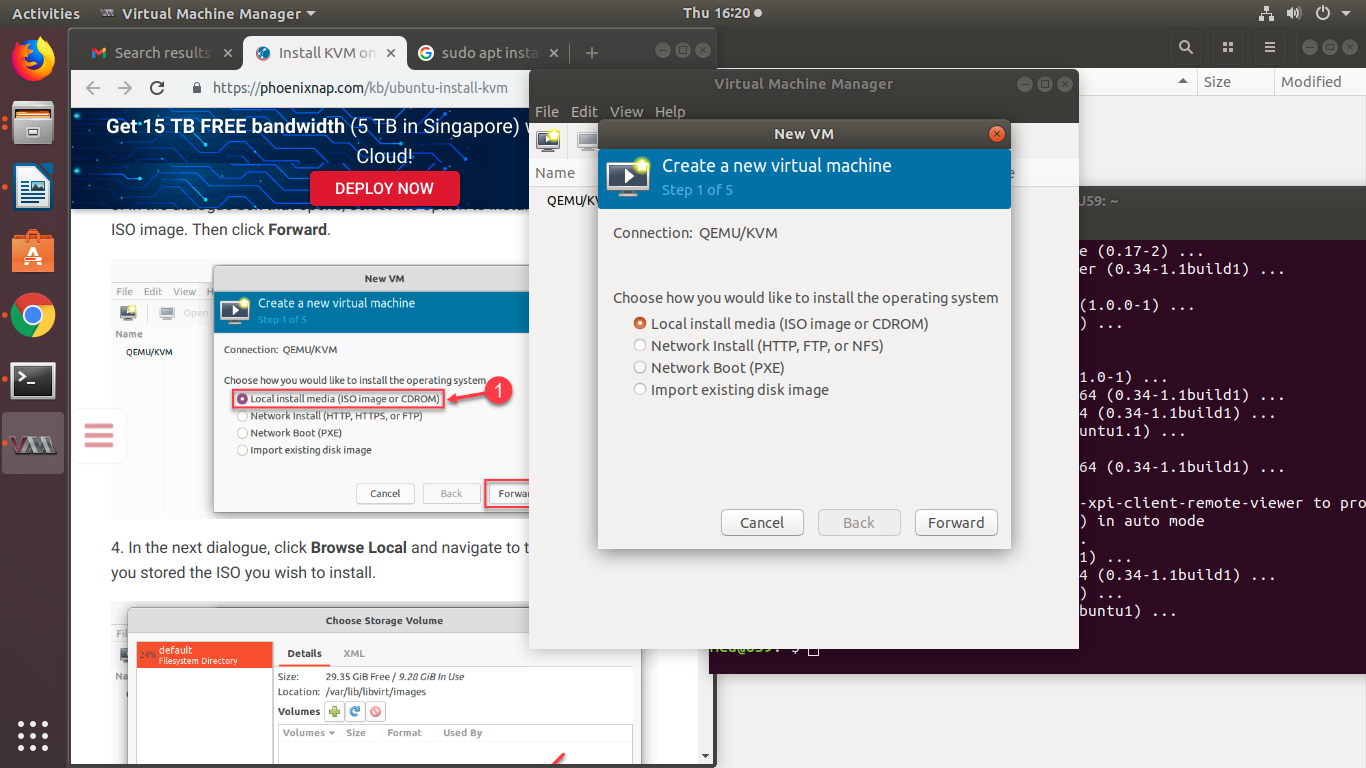 Activities
Virtual Machine Manager
Thu 16:20
Search results
Install KVM on
sudo apt insta
https://phoenixnap.com/kb/ubuntu-install-kvm
Get 15 TB FREE bandwidth (5 TB in Singapore)
Cloud!
DEPLOY NOW
ISO image. Then click Forward.
New VM
File Edit View
Open
Name
QEMU/KVM
Create a new virtual machine
Step 1 of 5
Connection: QEMU/KVM
Choose how you would like to install the operating system
Local install media (ISO image or CDROM)
1
Network Install (HTTP, HTTPS, or FTP)
Network Boot (PXE)
Import existing disk image
Cancel
Back
Forwa
4. In the next dialogue, click Browse Local and navigate to t
you stored the ISO you wish to install.
Choose Storage Volume
24%
default
Filesystem Directory
Details
XML
Size: 29.35 GiB Free / 9.28 GiB In Use
Location: /var/lib/libvirt/images
Volumes
Volumes Size Format Used By
Virtual Machine Manager
File Edit View Help
Name
QEMU/KVM
New VM
Create a new virtual machine
Step 1 of 5
Connection: QEMU/KVM
Choose how you would like to install the operating system
Local install media (ISO image or CDROM)
Network Install (HTTP, FTP, or NFS)
Network Boot (PXE)
Import existing disk image
Cancel
Back
Forward
Size
Modified
U59: ~
e (0.17-2) ...
er (0.34-1.1build1) ...
(1.0.0-1) ...
) ...
.1.0-1) ...
64 (0.34-1.1build1) ...
4 (0.34-1.1build1) ...
buntu1.1) ...
64 (0.34-1.1build1) ...
-xpi-client-remote-viewer to pro
) in auto mode
.
1) ...
4 (0.34-1.1build1) ...
) ...
buntu1) ...